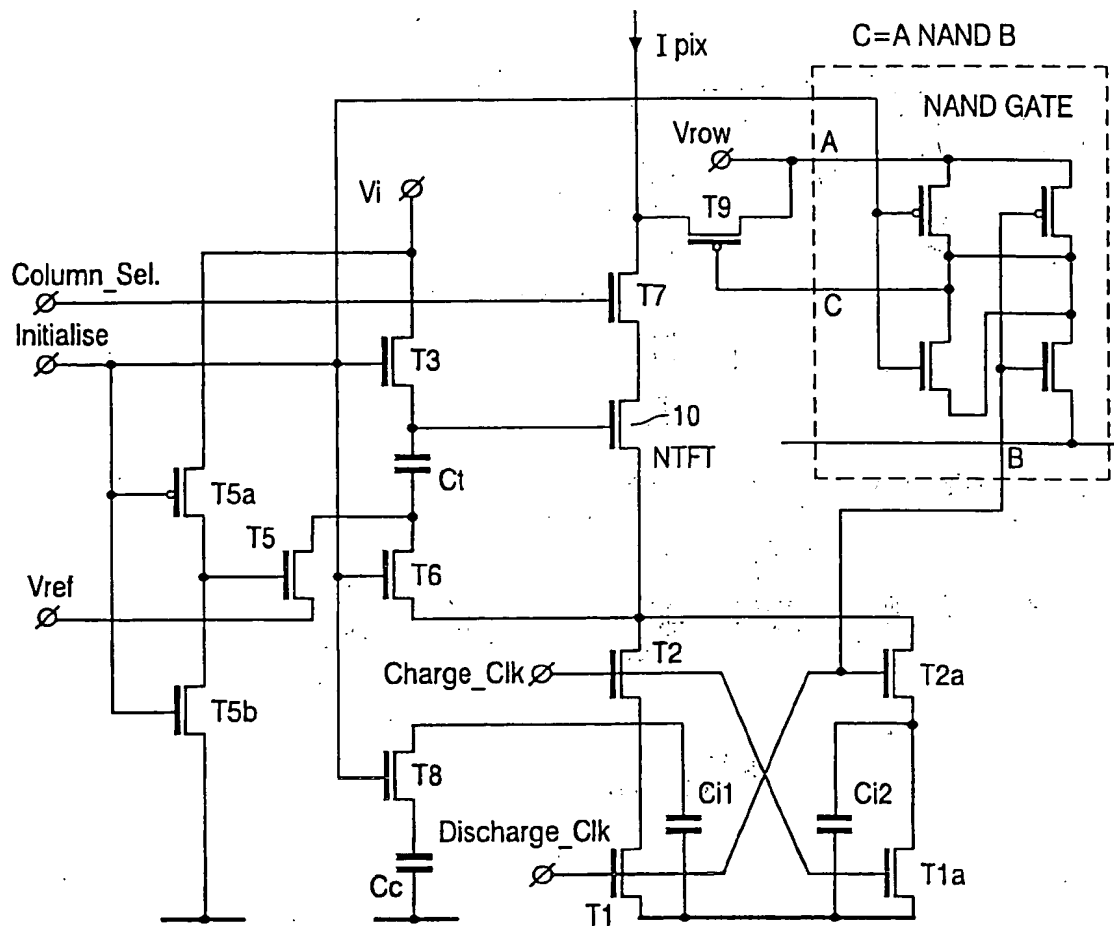 I pix
C=A NAND B
NAND GATE
Vrow
A
Vi
T9
Column_Sel.
T7
C
Initialise
T3
10
NTFT
Ct
B
T5a
T5
T6
Vref
T2
Charge_Clk
T2a
T5b
T8
Ci1
Ci2
Discharge_Clk
Cc
T1
T1a